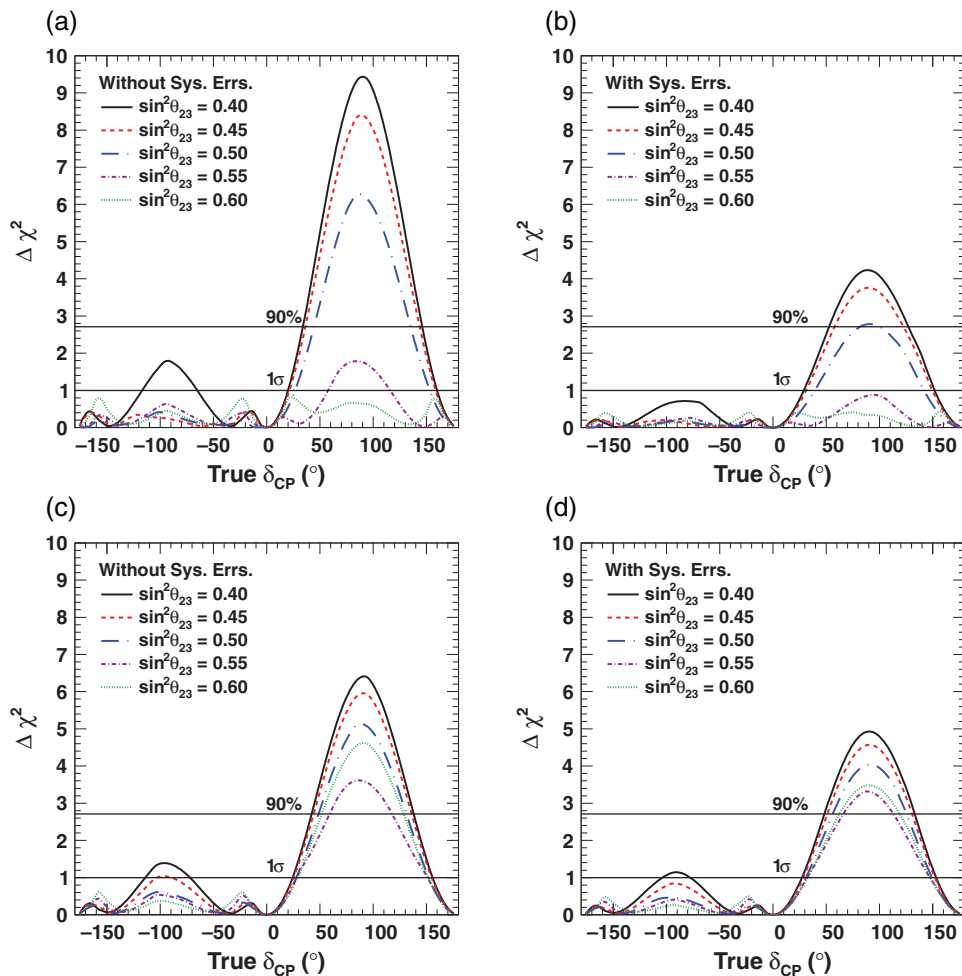 (a)
10
9
8
7
6
5
4
3
2
1
0
Δ χ²
Without Sys. Errs.
sin²θ₂₃ = 0.40
sin²θ₂₃ = 0.45
sin²θ₂₃ = 0.50
sin²θ₂₃ = 0.55
sin²θ₂₃ = 0.60
90%
1σ
−150 −100 −50 0 50 100 150
True δCP (°)
(b)
10
9
8
7
6
5
4
3
2
1
0
Δ χ²
With Sys. Errs.
sin²θ₂₃ = 0.40
sin²θ₂₃ = 0.45
sin²θ₂₃ = 0.50
sin²θ₂₃ = 0.55
sin²θ₂₃ = 0.60
90%
1σ
−150 −100 −50 0 50 100 150
True δCP (°)
(c)
10
9
8
7
6
5
4
3
2
1
0
Δ χ²
Without Sys. Errs.
sin²θ₂₃ = 0.40
sin²θ₂₃ = 0.45
sin²θ₂₃ = 0.50
sin²θ₂₃ = 0.55
sin²θ₂₃ = 0.60
90%
1σ
−150 −100 −50 0 50 100 150
True δCP (°)
(d)
10
9
8
7
6
5
4
3
2
1
0
Δ χ²
With Sys. Errs.
sin²θ₂₃ = 0.40
sin²θ₂₃ = 0.45
sin²θ₂₃ = 0.50
sin²θ₂₃ = 0.55
sin²θ₂₃ = 0.60
90%
1σ
−150 −100 −50 0 50 100 150
True δCP (°)